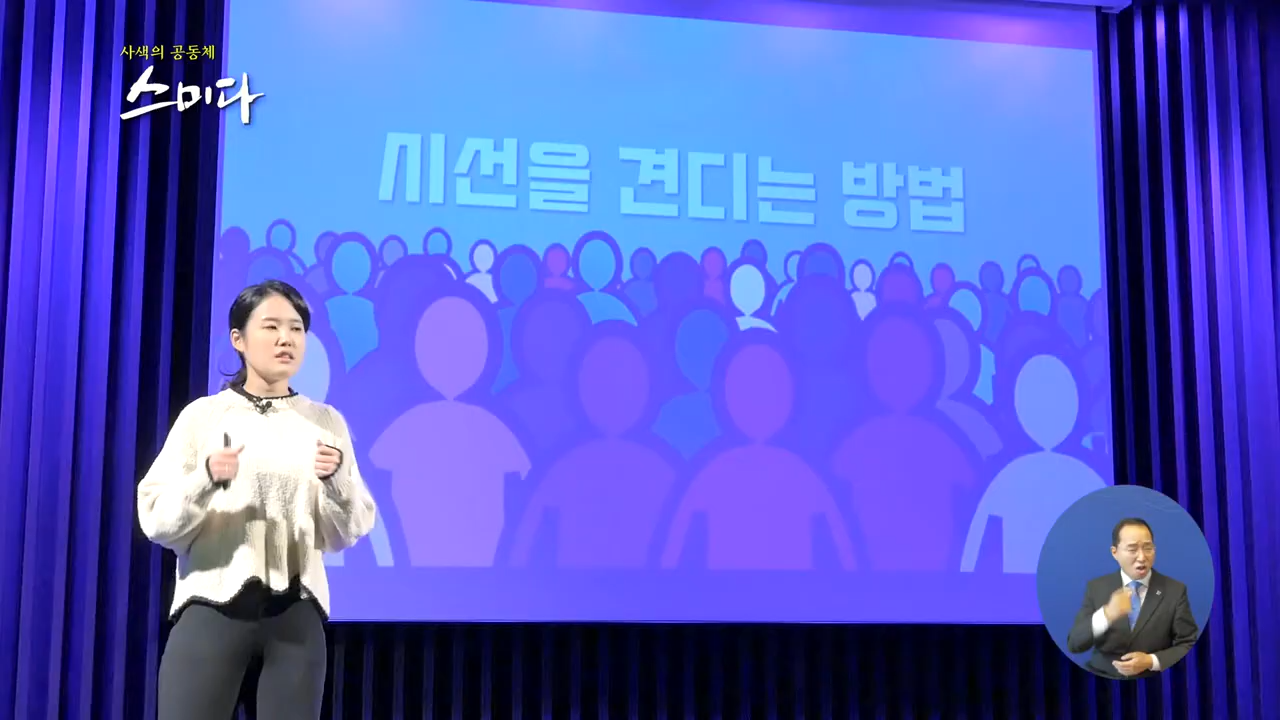 사색의 공동체
스미다
시선을 견디는 방법